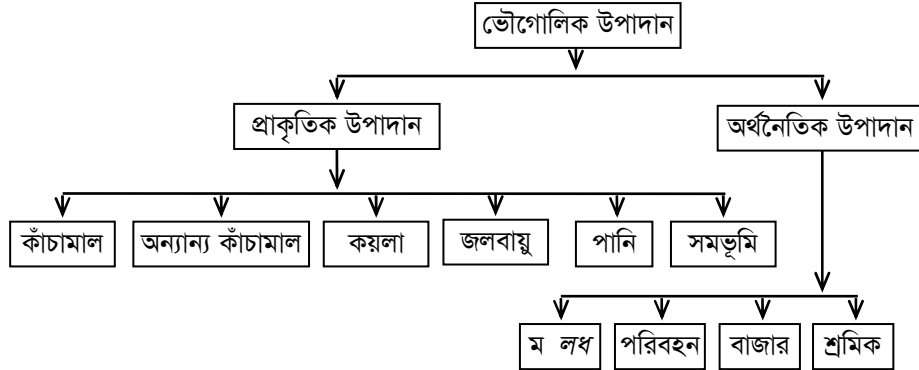 ভৌগোলিক উপাদান
প্রাকৃতিক উপাদান
অর্থনৈতিক উপাদান
কাঁচামাল
অন্যান্য কাঁচামাল
কয়লা
জলবায়ু
পানি
সমভূমি
ম লধ
পরিবহন
বাজার
শ্রমিক